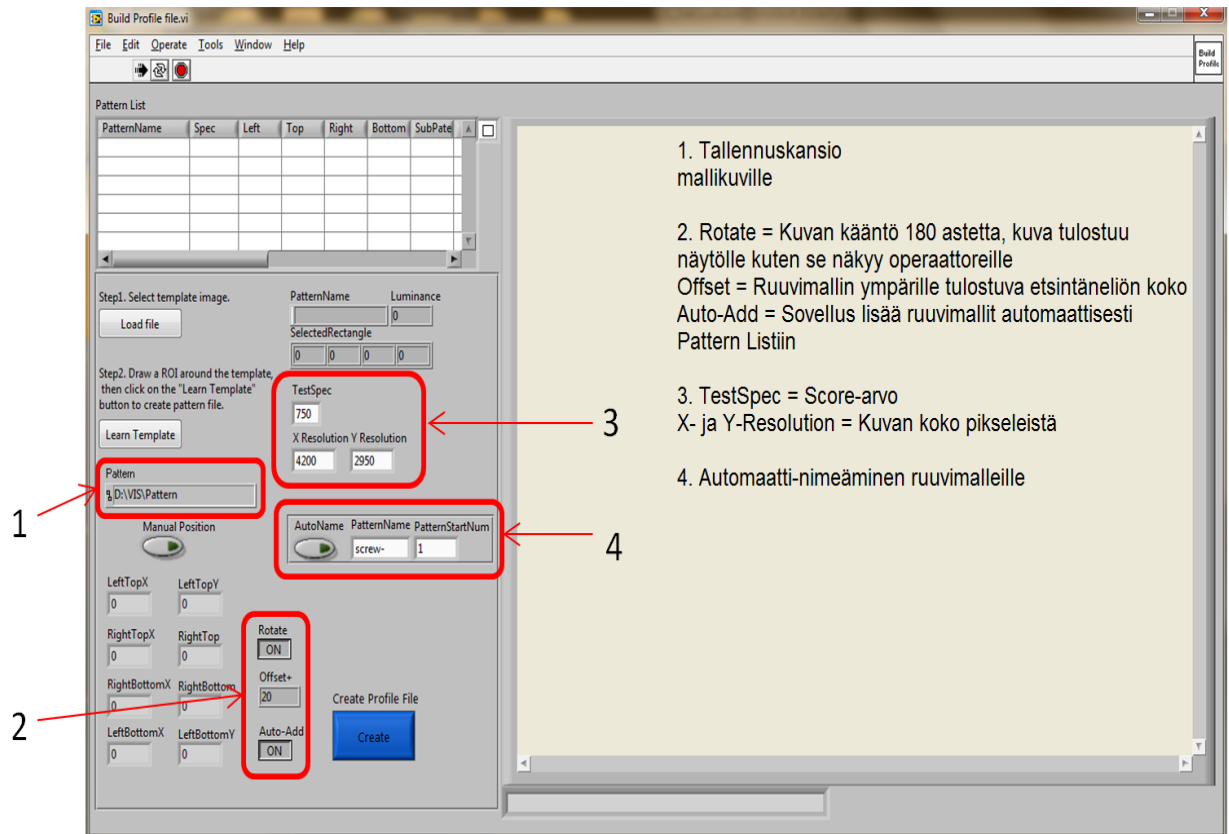 Build Profile file.vi
File Edit Operate Tools Window Help
Build
Profile
Pattern List
PatternName Spec Left Top Right Bottom SubPate
1. Tallennuskansio
mallikuville
2. Rotate = Kuvan kääntö 180 astetta, kuva tulostuu
näytölle kuten se näkyy operaattoreille
Offset = Ruuvimallin ympärille tulostuva etsintäneliön koko
Auto-Add = Sovellus lisää ruuvimallit automaattisesti
Pattern Listiin
3. TestSpec = Score-arvo
X- ja Y-Resolution = Kuvan koko pikseleistä
4. Automaatti-nimeäminen ruuvimalleille
Step1. Select template image.
Load file
PatternName Luminance
0
SelectedRectangle
0 0 0 0
Step2. Draw a ROI around the template,
then click on the "Learn Template"
button to create pattern file.
Learn Template
TestSpec
750
X Resolution Y Resolution
4200 2950
3
Pattern
D:\VIS\Pattern
1
Manual Position
AutoName PatternName PatternStartNum
screw- 1
4
LeftTopX LeftTopY
0 0
RightTopX RightTop
0 0
RightBottomX RightBottom
0 0
LeftBottomX LeftBottomY
0 0
Rotate
ON
Offset+
20
Auto-Add
ON
2
Create Profile File
Create